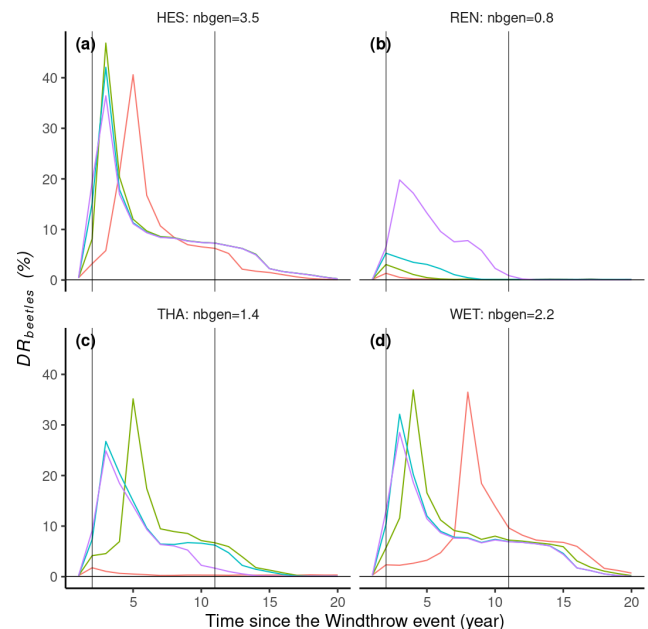 HES: nbgen=3.5
REN: nbgen=0.8
(a)
(b)
40
30
20
10
0
THA: nbgen=1.4
WET: nbgen=2.2
(c)
(d)
40
30
20
10
0
5 10 15 20
5 10 15 20
DRbeetles (%)
Time since the Windthrow event (year)